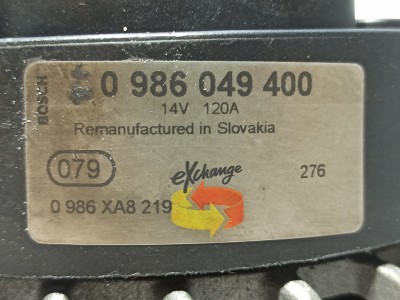 BOSCH
0 986 049 400
14V 120A
Remanufactured in Slovakia
079
eXchange
276
0 986 XA8 219